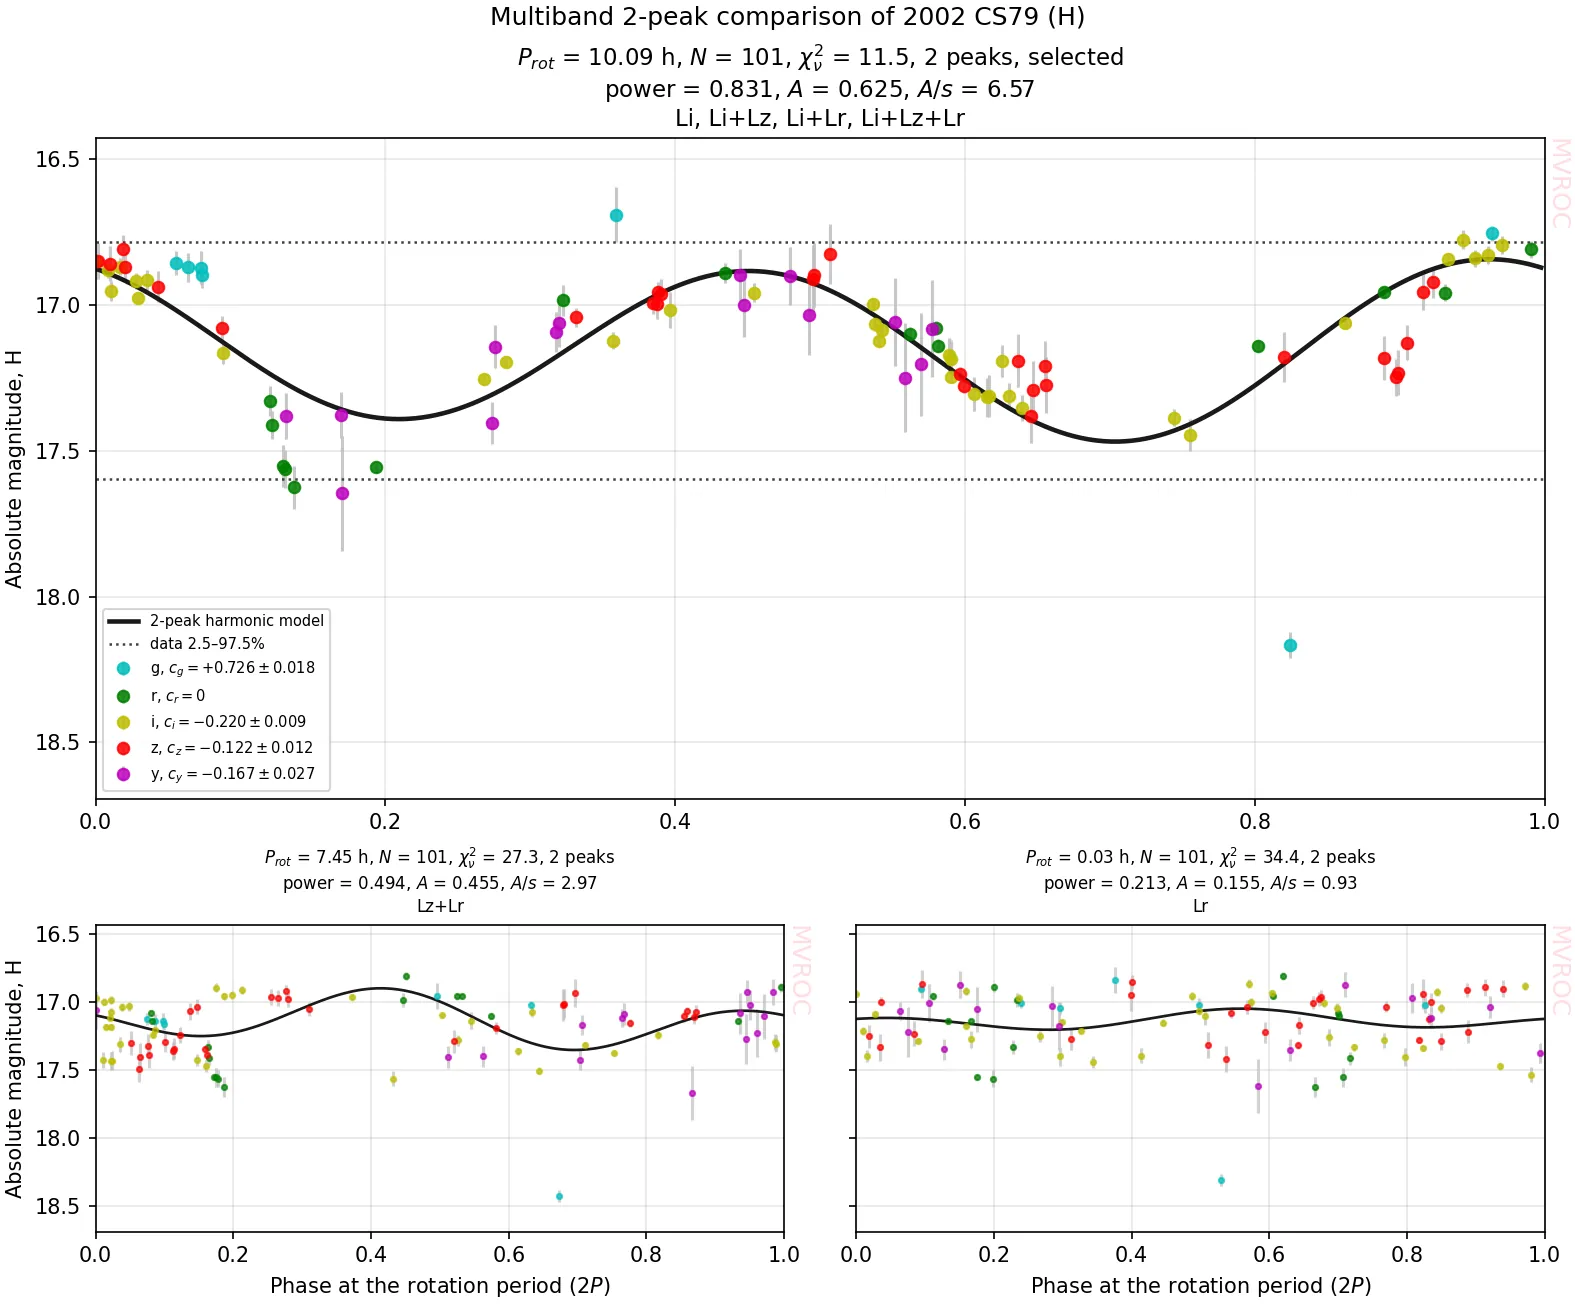 Multiband 2-peak comparison of 2002 CS79 (H)
P_rot = 10.09 h, N = 101, χ²_ν = 11.5, 2 peaks, selected
power = 0.831, A = 0.625, A/s = 6.57
Li, Li+Lz, Li+Lr, Li+Lz+Lr
Absolute magnitude, H
16.5
17.0
17.5
18.0
18.5
0.0 0.2 0.4 0.6 0.8 1.0
2-peak harmonic model
data 2.5–97.5%
g, c_g = +0.726 ± 0.018
r, c_r = 0
i, c_i = −0.220 ± 0.009
z, c_z = −0.122 ± 0.012
y, c_y = −0.167 ± 0.027
MVROC
P_rot = 7.45 h, N = 101, χ²_ν = 27.3, 2 peaks
power = 0.494, A = 0.455, A/s = 2.97
Lz+Lr
Absolute magnitude, H
16.5
17.0
17.5
18.0
18.5
0.0 0.2 0.4 0.6 0.8 1.0
Phase at the rotation period (2P)
MVROC
P_rot = 0.03 h, N = 101, χ²_ν = 34.4, 2 peaks
power = 0.213, A = 0.155, A/s = 0.93
Lr
0.0 0.2 0.4 0.6 0.8 1.0
Phase at the rotation period (2P)
MVROC